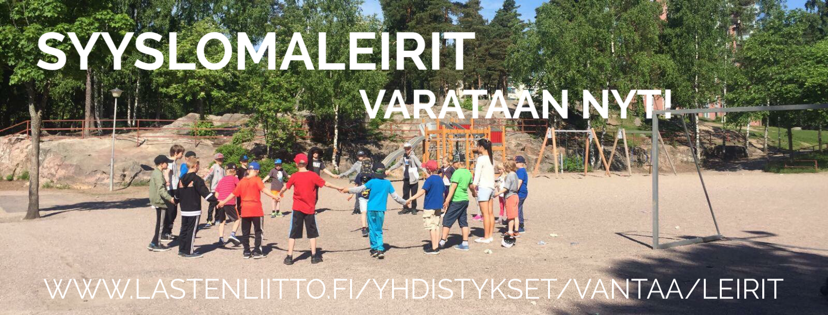 SYYSLOMALEIRIT
VARATAAN NYT!
WWW.LASTENLIITTO.FI/YHDISTYKSET/VANTAA/LEIRIT